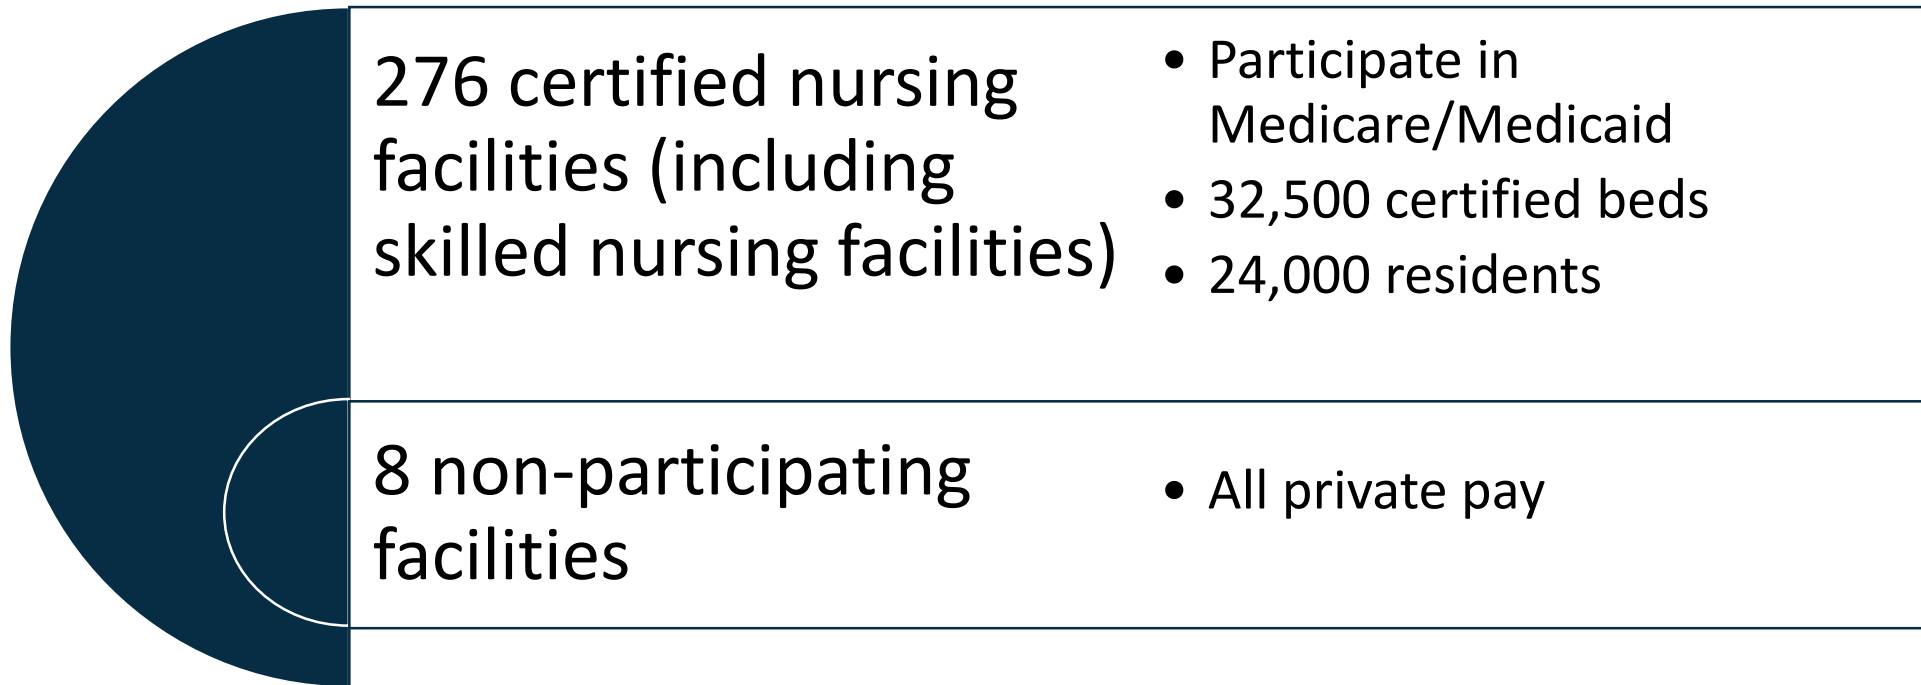 276 certified nursing
facilities (including
skilled nursing facilities)
• Participate in
Medicare/Medicaid
• 32,500 certified beds
• 24,000 residents
8 non-participating
facilities
• All private pay